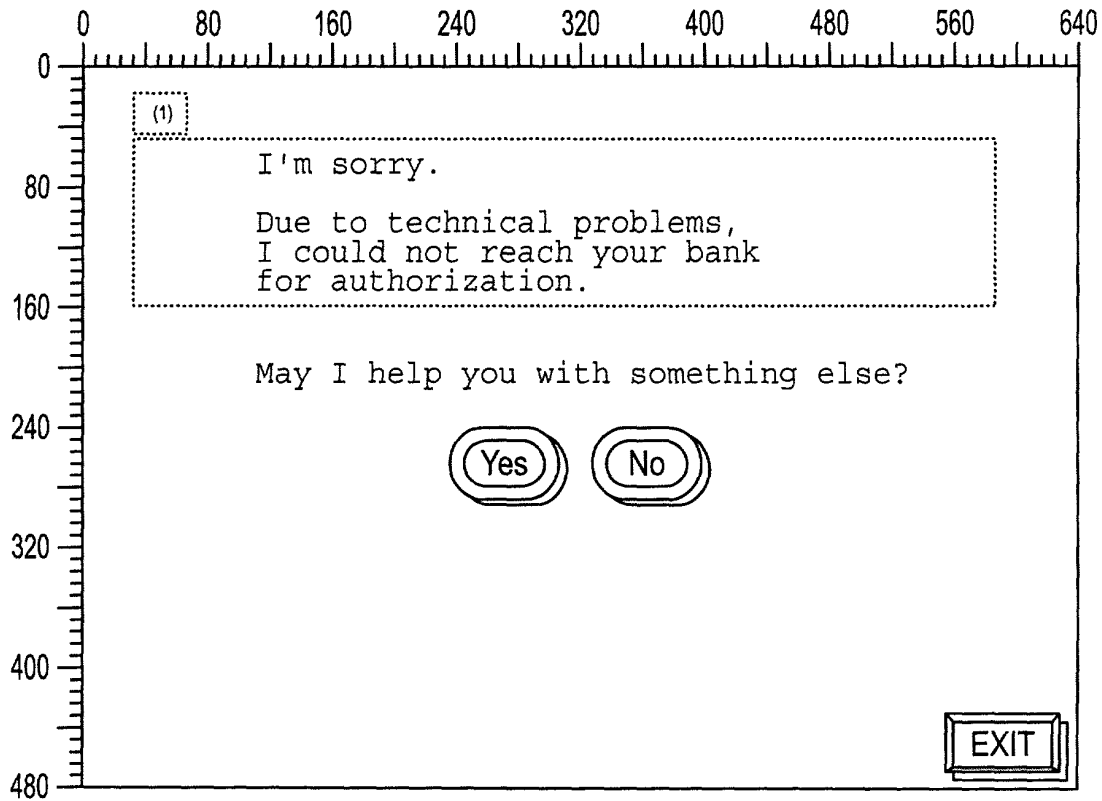 0 80 160 240 320 400 480 560 640
0
(1)
I'm sorry.
80
Due to technical problems,
I could not reach your bank
for authorization.
160
May I help you with something else?
240
Yes No
320
400
EXIT
480